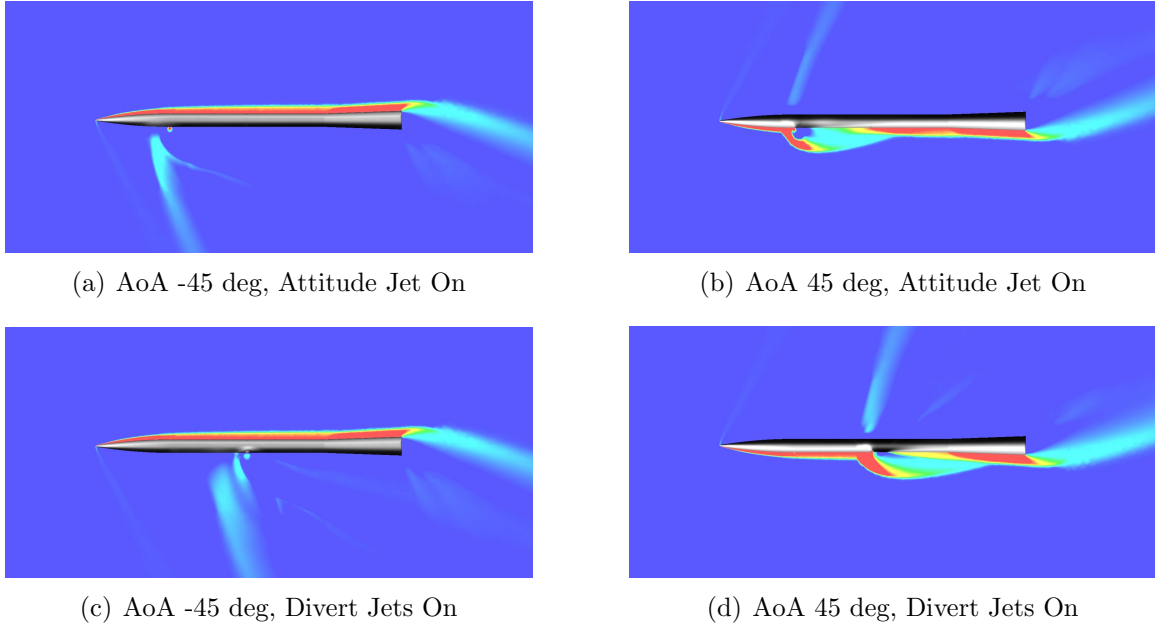 (a) AoA -45 deg, Attitude Jet On
(b) AoA 45 deg, Attitude Jet On
(c) AoA -45 deg, Divert Jets On
(d) AoA 45 deg, Divert Jets On